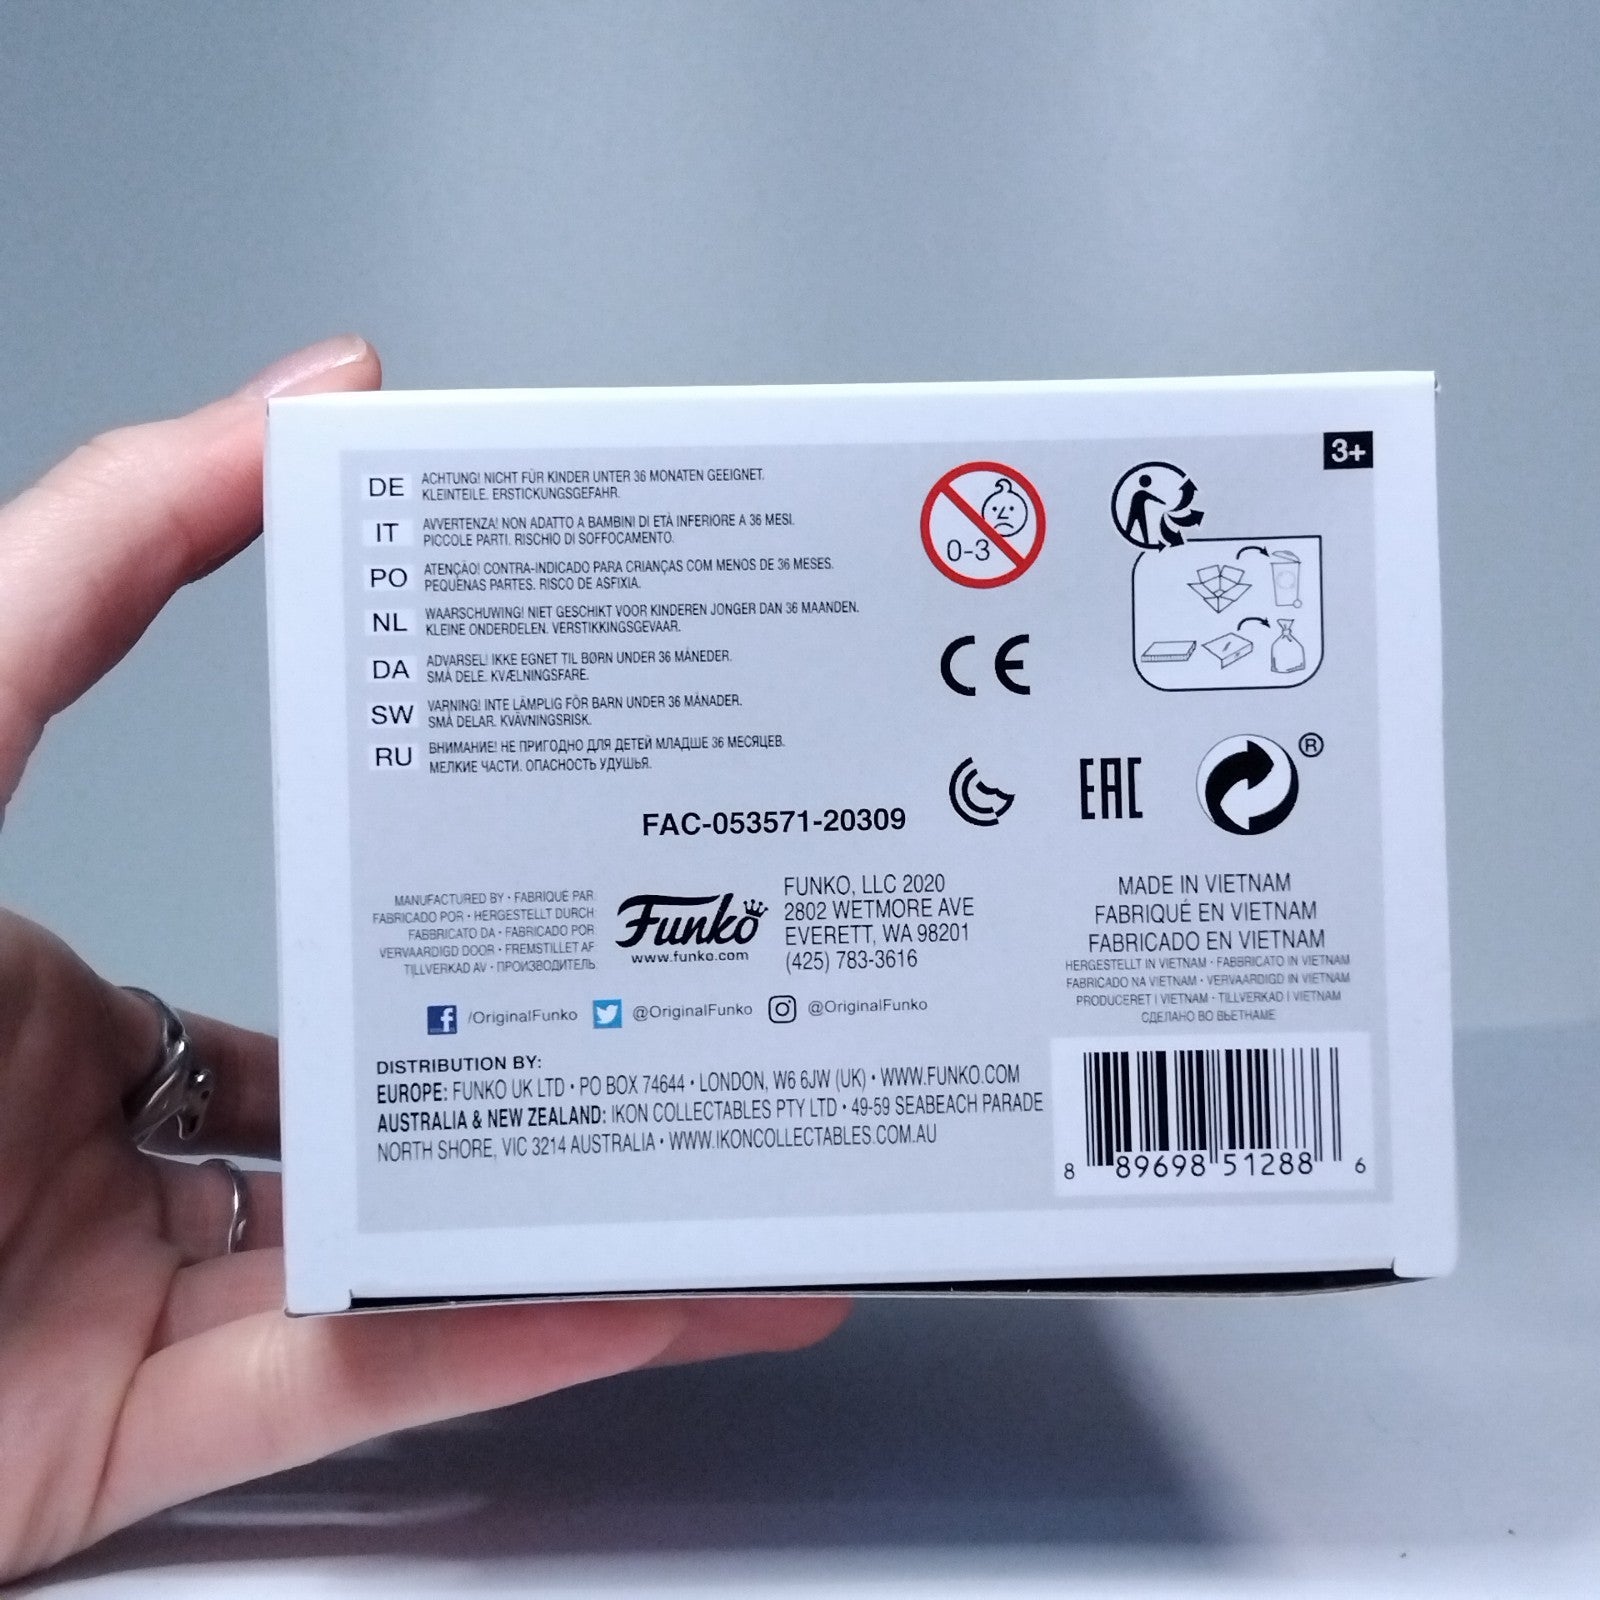 3+
DE ACHTUNG! NICHT FÜR KINDER UNTER 36 MONATEN GEEIGNET.
KLEINTEILE. ERSTICKUNGSGEFAHR.
IT AVVERTENZA! NON ADATTO A BAMBINI DI ETÀ INFERIORE A 36 MESI.
PICCOLE PARTI. RISCHIO DI SOFFOCAMENTO.
PO ATENÇÃO! CONTRA-INDICADO PARA CRIANÇAS COM MENOS DE 36 MESES.
PEQUENAS PARTES. RISCO DE ASFIXIA.
NL WAARSCHUWING! NIET GESCHIKT VOOR KINDEREN JONGER DAN 36 MAANDEN.
KLEINE ONDERDELEN. VERSTIKKINGSGEVAAR.
DA ADVARSEL! IKKE EGNET TIL BØRN UNDER 36 MÅNEDER.
SMÅ DELE. KVÆLNINGSFARE.
SW VARNING! INTE LÄMPLIG FÖR BARN UNDER 36 MÅNADER.
SMÅ DELAR. KVÄVNINGSRISK.
RU ВНИМАНИЕ! НЕ ПРИГОДНО ДЛЯ ДЕТЕЙ МЛАДШЕ 36 МЕСЯЦЕВ.
МЕЛКИЕ ЧАСТИ. ОПАСНОСТЬ УДУШЬЯ.
0-3
CE
EAC
®
FAC-053571-20309
MANUFACTURED BY • FABRIQUÉ PAR
FABRICADO POR • HERGESTELLT DURCH
FABBRICATO DA • FABRICADO POR
VERVAARDIGD DOOR • FREMSTILLET AF
TILLVERKAD AV • ПРОИЗВОДИТЕЛЬ
Funko
www.funko.com
FUNKO, LLC 2020
2802 WETMORE AVE
EVERETT, WA 98201
(425) 783-3616
MADE IN VIETNAM
FABRIQUÉ EN VIETNAM
FABRICADO EN VIETNAM
HERGESTELLT IN VIETNAM • FABBRICATO IN VIETNAM
FABRICADO NA VIETNAM • VERVAARDIGD IN VIETNAM
PRODUCERET I VIETNAM • TILLVERKAD I VIETNAM
СДЕЛАНО ВО ВЬЕТНАМЕ
/OriginalFunko @OriginalFunko @OriginalFunko
DISTRIBUTION BY:
EUROPE: FUNKO UK LTD • PO BOX 74644 • LONDON, W6 6JW (UK) • WWW.FUNKO.COM
AUSTRALIA & NEW ZEALAND: IKON COLLECTABLES PTY LTD • 49-59 SEABEACH PARADE
NORTH SHORE, VIC 3214 AUSTRALIA • WWW.IKONCOLLECTABLES.COM.AU
8 89698 51288 6